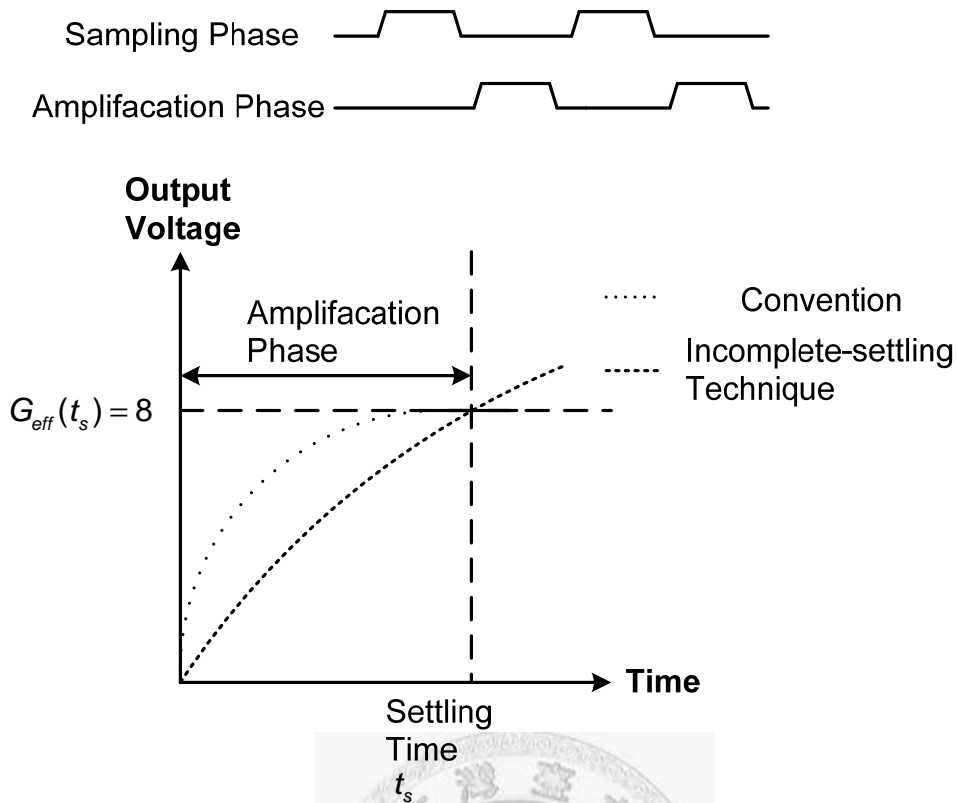 Sampling Phase
Amplifacation Phase
Output
Voltage
Amplifacation
Phase
Convention
Incomplete-settling
Technique
G_eff(t_s) = 8
Time
Settling
Time
t_s